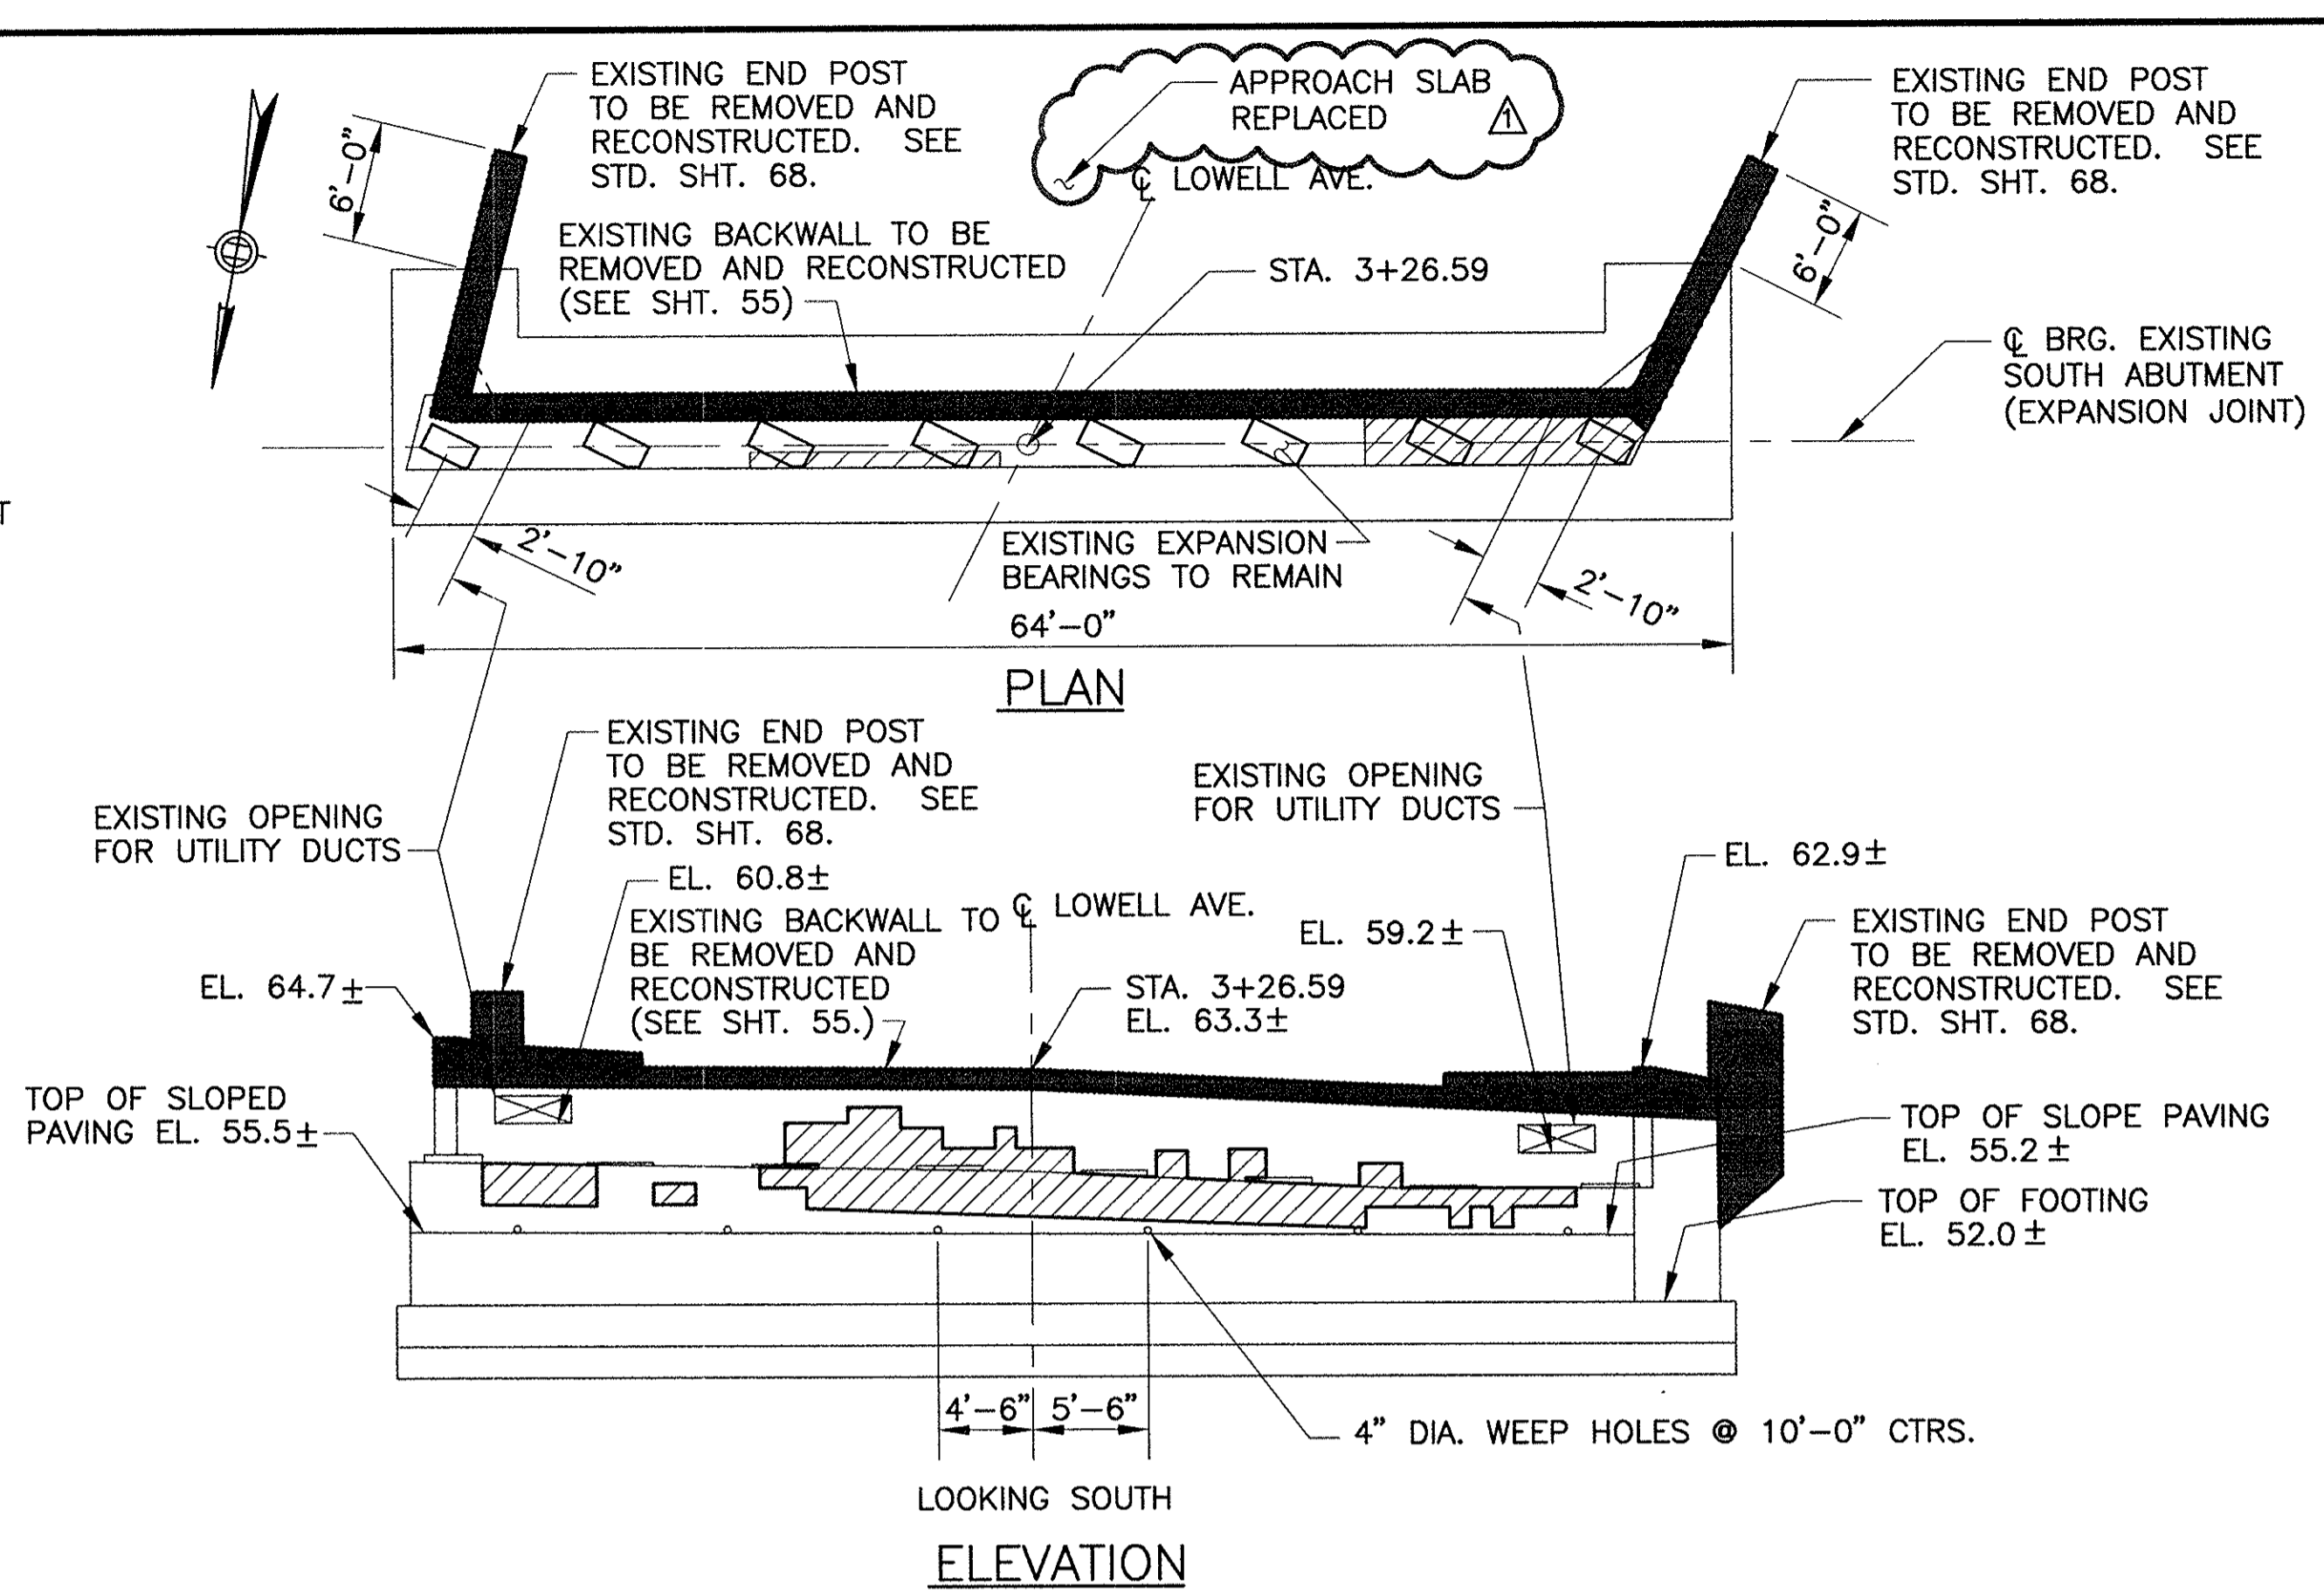 EXISTING END POST
TO BE REMOVED AND
RECONSTRUCTED. SEE
STD. SHT. 68.
APPROACH SLAB
REPLACED
1
EXISTING END POST
TO BE REMOVED AND
RECONSTRUCTED. SEE
STD. SHT. 68.
6'-0"
℄ LOWELL AVE.
EXISTING BACKWALL TO BE
REMOVED AND RECONSTRUCTED
(SEE SHT. 55)
STA. 3+26.59
6'-0"
℄ BRG. EXISTING
SOUTH ABUTMENT
(EXPANSION JOINT)
T
2'-10"
EXISTING EXPANSION
BEARINGS TO REMAIN
2'-10"
64'-0"
PLAN
EXISTING END POST
TO BE REMOVED AND
RECONSTRUCTED. SEE
STD. SHT. 68.
EXISTING OPENING
FOR UTILITY DUCTS
EXISTING OPENING
FOR UTILITY DUCTS
EL. 60.8±
EL. 62.9±
EXISTING BACKWALL TO
BE REMOVED AND
RECONSTRUCTED
(SEE SHT. 55.)
℄ LOWELL AVE.
EL. 59.2±
EXISTING END POST
TO BE REMOVED AND
RECONSTRUCTED. SEE
STD. SHT. 68.
EL. 64.7±
STA. 3+26.59
EL. 63.3±
TOP OF SLOPED
PAVING EL. 55.5±
TOP OF SLOPE PAVING
EL. 55.2±
TOP OF FOOTING
EL. 52.0±
4'-6"
5'-6"
4" DIA. WEEP HOLES @ 10'-0" CTRS.
LOOKING SOUTH
ELEVATION